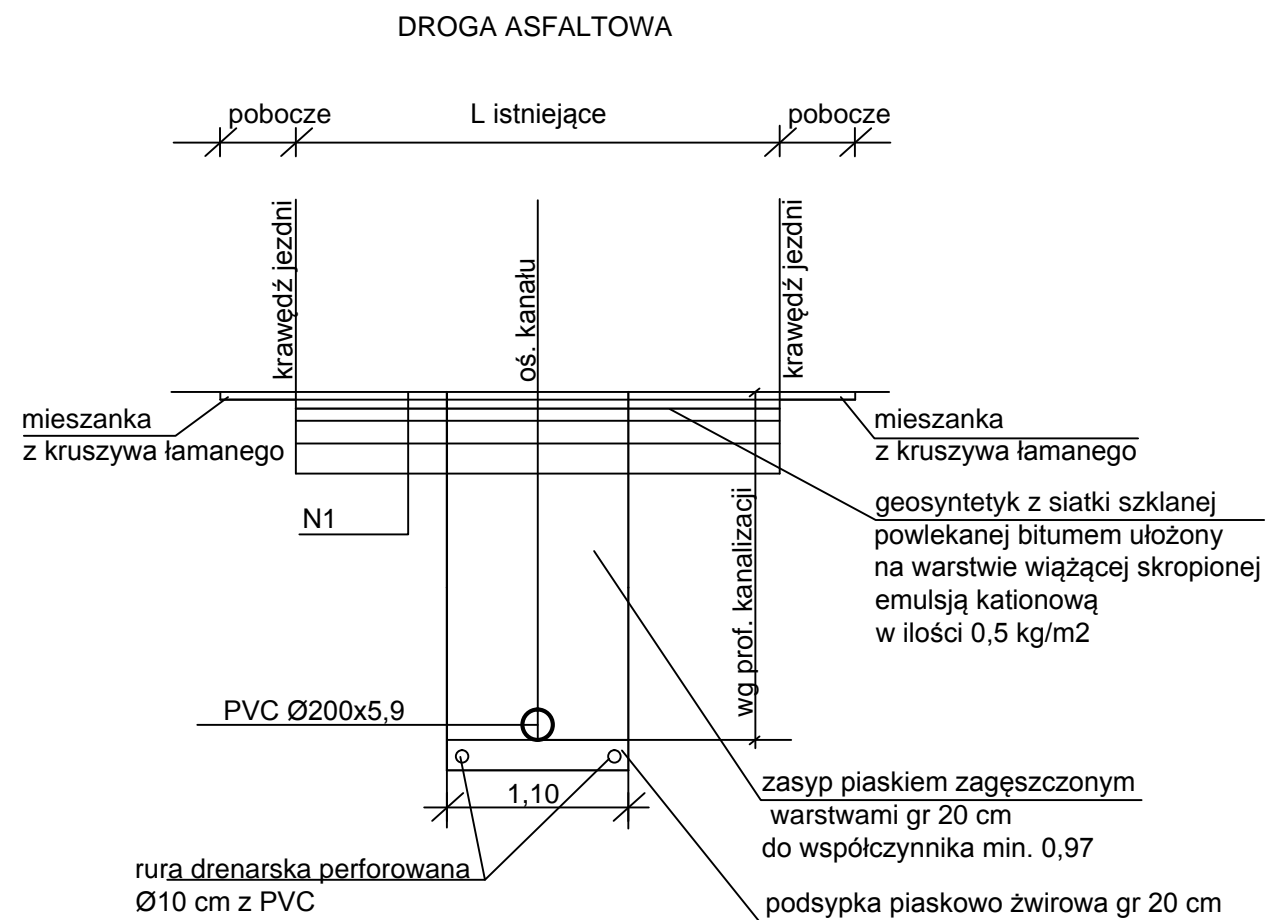 DROGA ASFALTOWA
pobocze
L istniejące
pobocze
krawędź jezdni
oś. kanału
krawędź jezdni
mieszanka
z kruszywa łamanego
mieszanka
z kruszywa łamanego
N1
geosyntetyk z siatki szklanej
powlekanej bitumem ułożony
na warstwie wiążącej skropionej
emulsją kationową
w ilości 0,5 kg/m2
wg prof. kanalizacji
PVC Ø200x5,9
1,10
zasyp piaskiem zagęszczonym
warstwami gr 20 cm
do współczynnika min. 0,97
rura drenarska perforowana
Ø10 cm z PVC
podsypka piaskowo żwirowa gr 20 cm